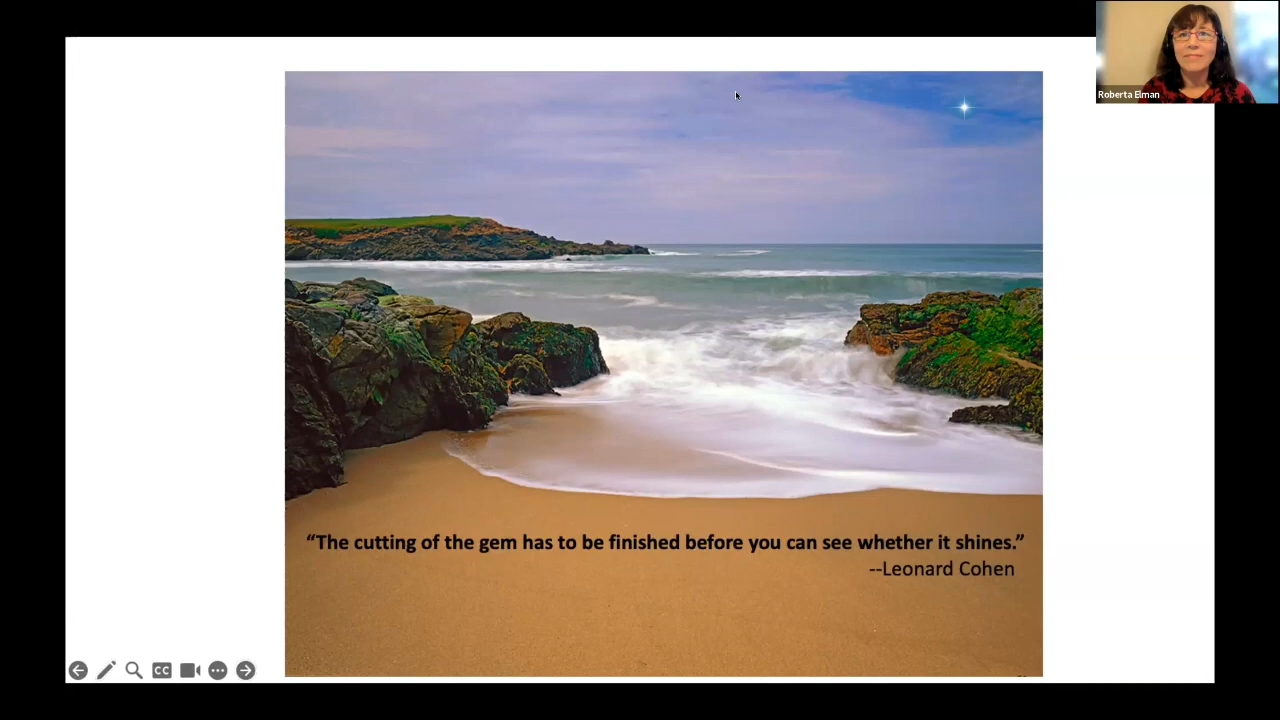 Roberta Elman
“The cutting of the gem has to be finished before you can see whether it shines.”
--Leonard Cohen
CC